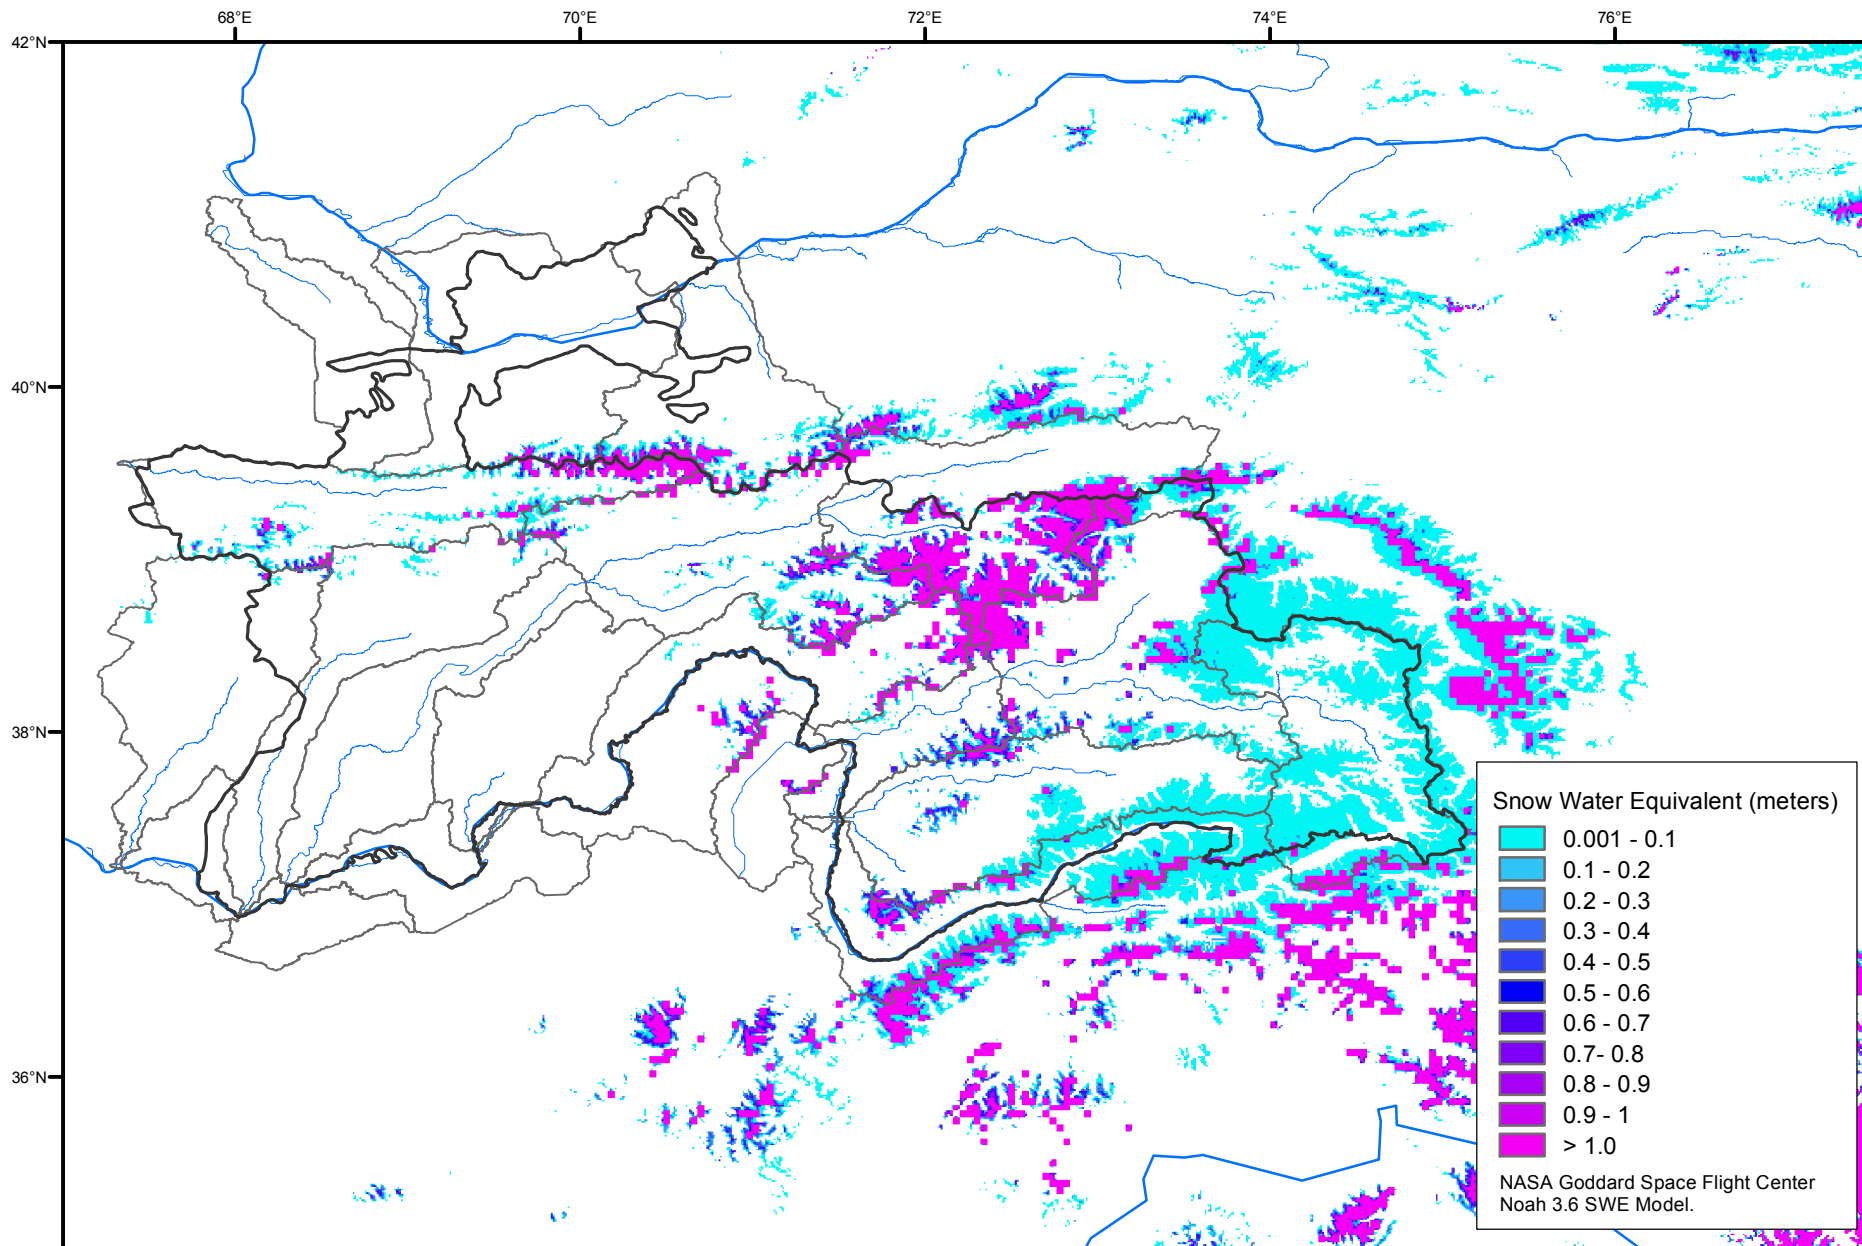 68°E 70°E 72°E 74°E 76°E
42°N
40°N
38°N
36°N
Snow Water Equivalent (meters)
0.001 - 0.1
0.1 - 0.2
0.2 - 0.3
0.3 - 0.4
0.4 - 0.5
0.5 - 0.6
0.6 - 0.7
0.7- 0.8
0.8 - 0.9
0.9 - 1
> 1.0
NASA Goddard Space Flight Center
Noah 3.6 SWE Model.